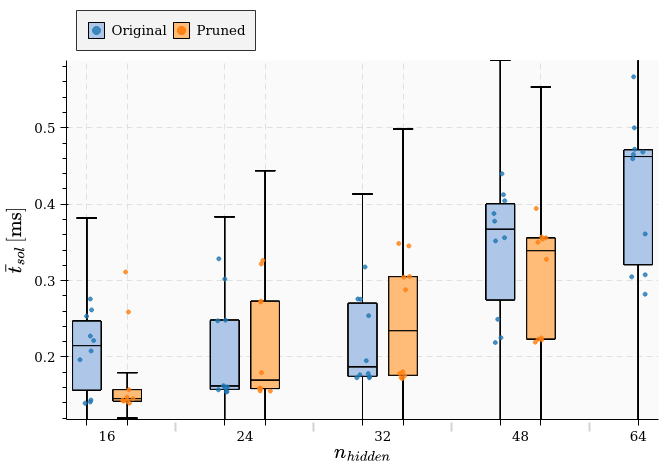 Original Pruned
0.5
0.4
0.3
0.2
t̄_sol [ms]
16 24 32 48 64
n_hidden